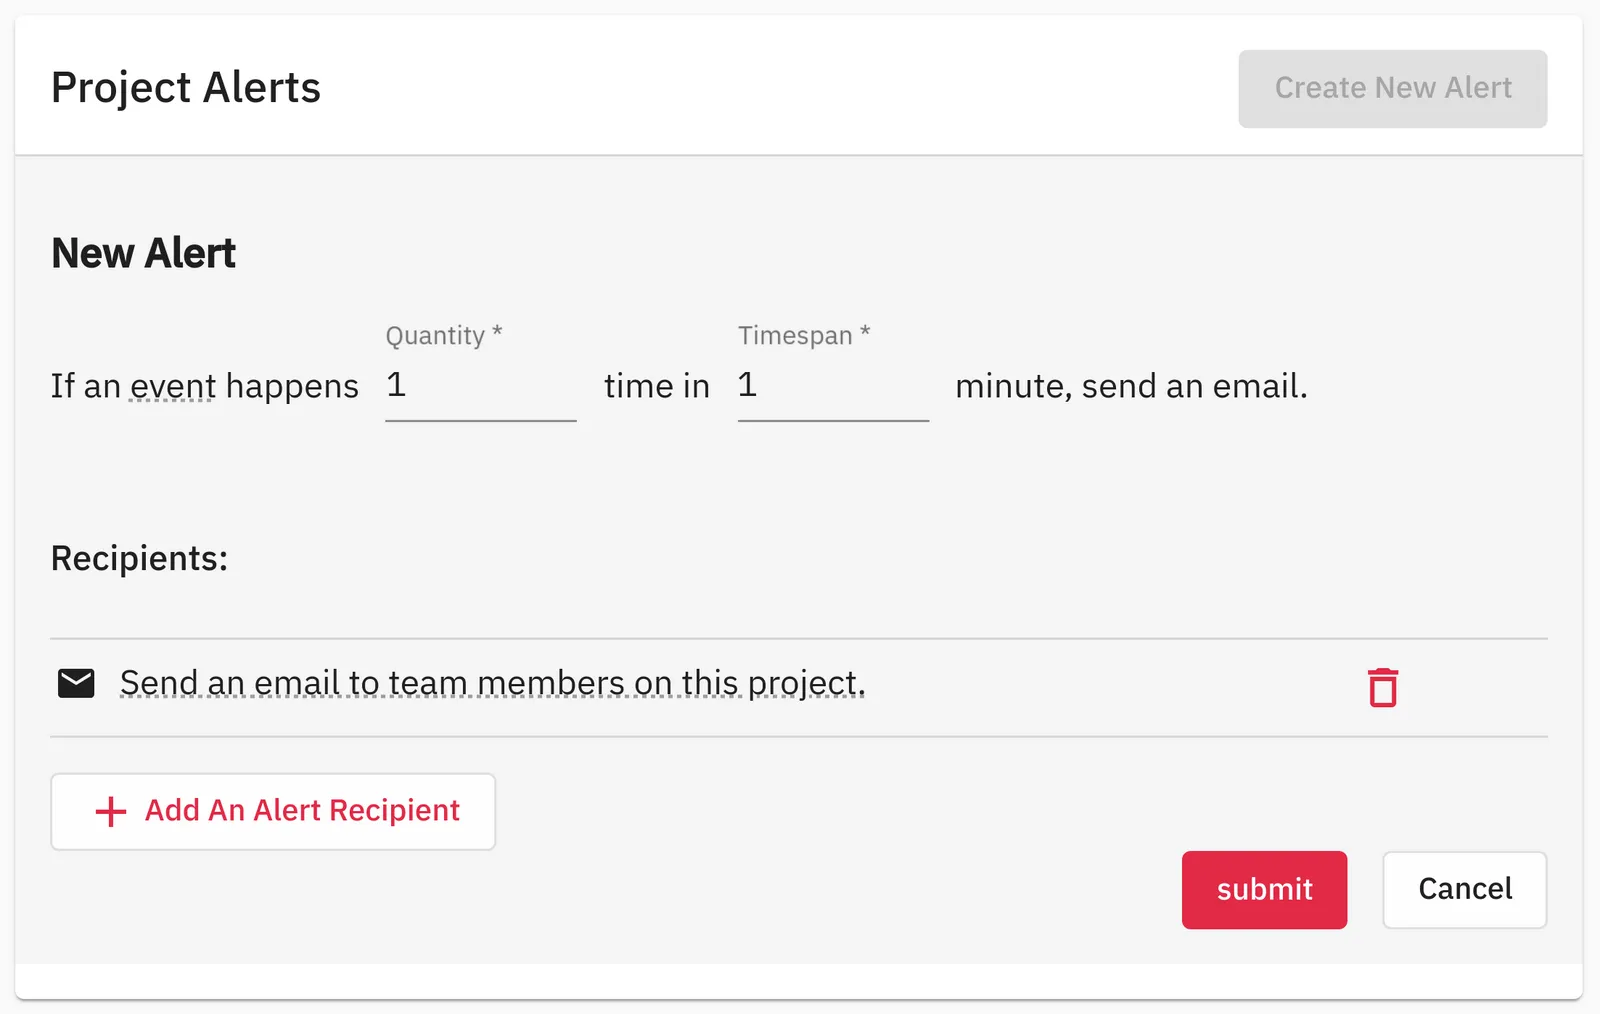 Project Alerts
Create New Alert
New Alert
Quantity *
Timespan *
If an event happens 1 time in 1 minute, send an email.
Recipients:
Send an email to team members on this project.
Add An Alert Recipient
submit
Cancel